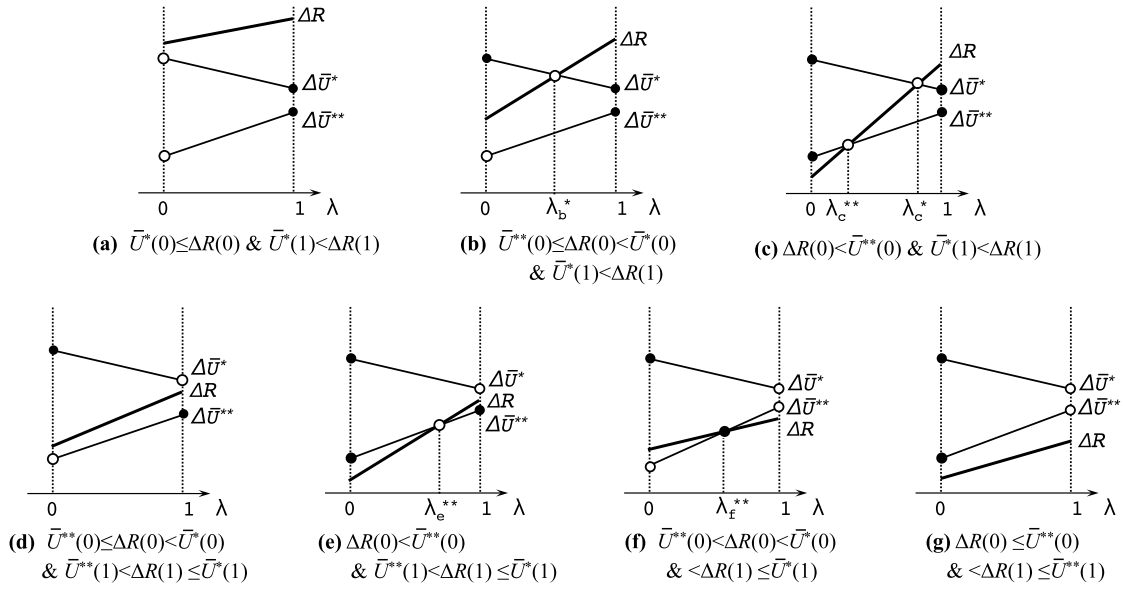 ΔR
ΔŪ*
ΔŪ**
0 1 λ
(a) Ū*(0)≤ΔR(0) & Ū*(1)<ΔR(1)
ΔR
ΔŪ*
ΔŪ**
0 λb* 1 λ
(b) Ū**(0)≤ΔR(0)<Ū*(0)
& Ū*(1)<ΔR(1)
ΔR
ΔŪ*
ΔŪ**
0 λc** λc* 1 λ
(c) ΔR(0)<Ū**(0) & Ū*(1)<ΔR(1)
ΔŪ*
ΔR
ΔŪ**
0 1 λ
(d) Ū**(0)≤ΔR(0)<Ū*(0)
& Ū**(1)<ΔR(1) ≤Ū*(1)
ΔŪ*
ΔR
ΔŪ**
0 λe** 1 λ
(e) ΔR(0)<Ū**(0)
& Ū**(1)<ΔR(1) ≤Ū*(1)
ΔŪ*
ΔŪ**
ΔR
0 λf** 1 λ
(f) Ū**(0)<ΔR(0)<Ū*(0)
& <ΔR(1) ≤Ū*(1)
ΔŪ*
ΔŪ**
ΔR
0 1 λ
(g) ΔR(0) ≤Ū**(0)
& <ΔR(1) ≤Ū**(1)